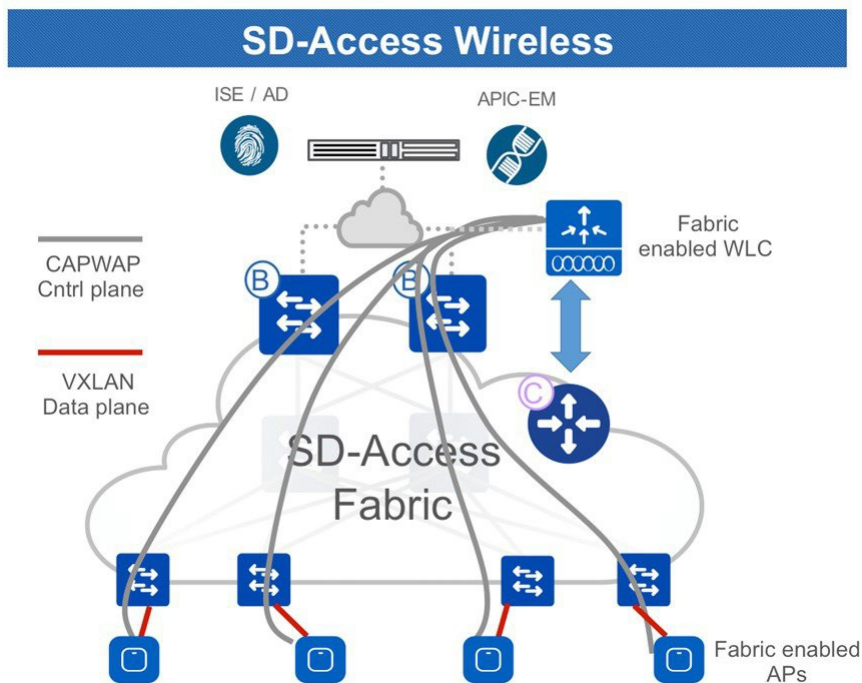 SD-Access Wireless
ISE / AD
APIC-EM
Fabric
enabled WLC
CAPWAP
Cntrl plane
B
B
VXLAN
Data plane
C
SD-Access
Fabric
Fabric enabled
APs